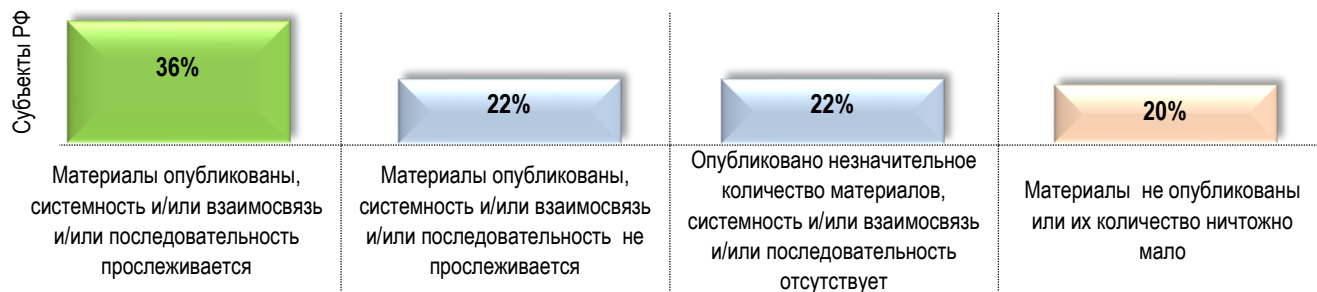 Субъекты РФ
36%
22%
22%
20%
Материалы опубликованы,
системность и/или взаимосвязь
и/или последовательность
прослеживается
Материалы опубликованы,
системность и/или взаимосвязь
и/или последовательность не
прослеживается
Опубликовано незначительное
количество материалов,
системность и/или взаимосвязь
и/или последовательность
отсутствует
Материалы не опубликованы
или их количество ничтожно
мало